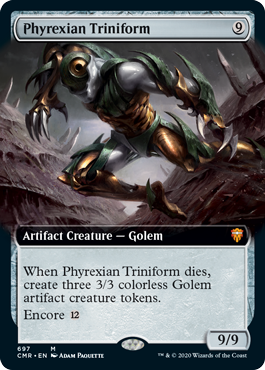 Phyrexian Triniform 9
Artifact Creature — Golem
When Phyrexian Triniform dies,
create three 3/3 colorless Golem
artifact creature tokens.
Encore 12
9/9
697 M
CMR • EN Adam Paquette ™ & © 2020 Wizards of the Coast